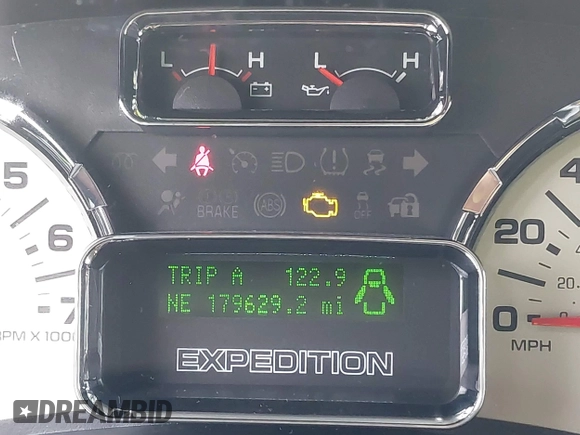 L H L H
BRAKE ABS OFF
5
6
7
RPM X 1000
TRIP A 122.9
NE 179629.2 mi
EXPEDITION
4
20
20.
0
MPH
DREAMBID